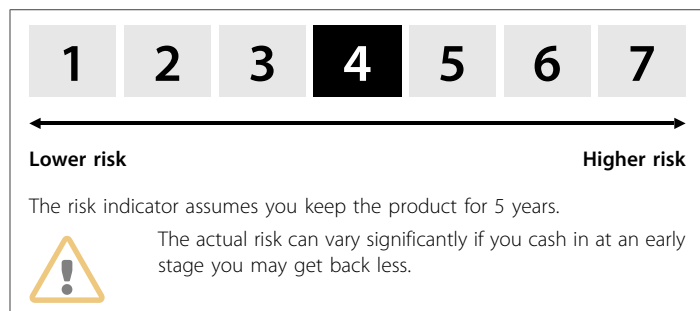 1 2 3 4 5 6 7
Lower risk Higher risk
The risk indicator assumes you keep the product for 5 years.
The actual risk can vary significantly if you cash in at an early
stage you may get back less.